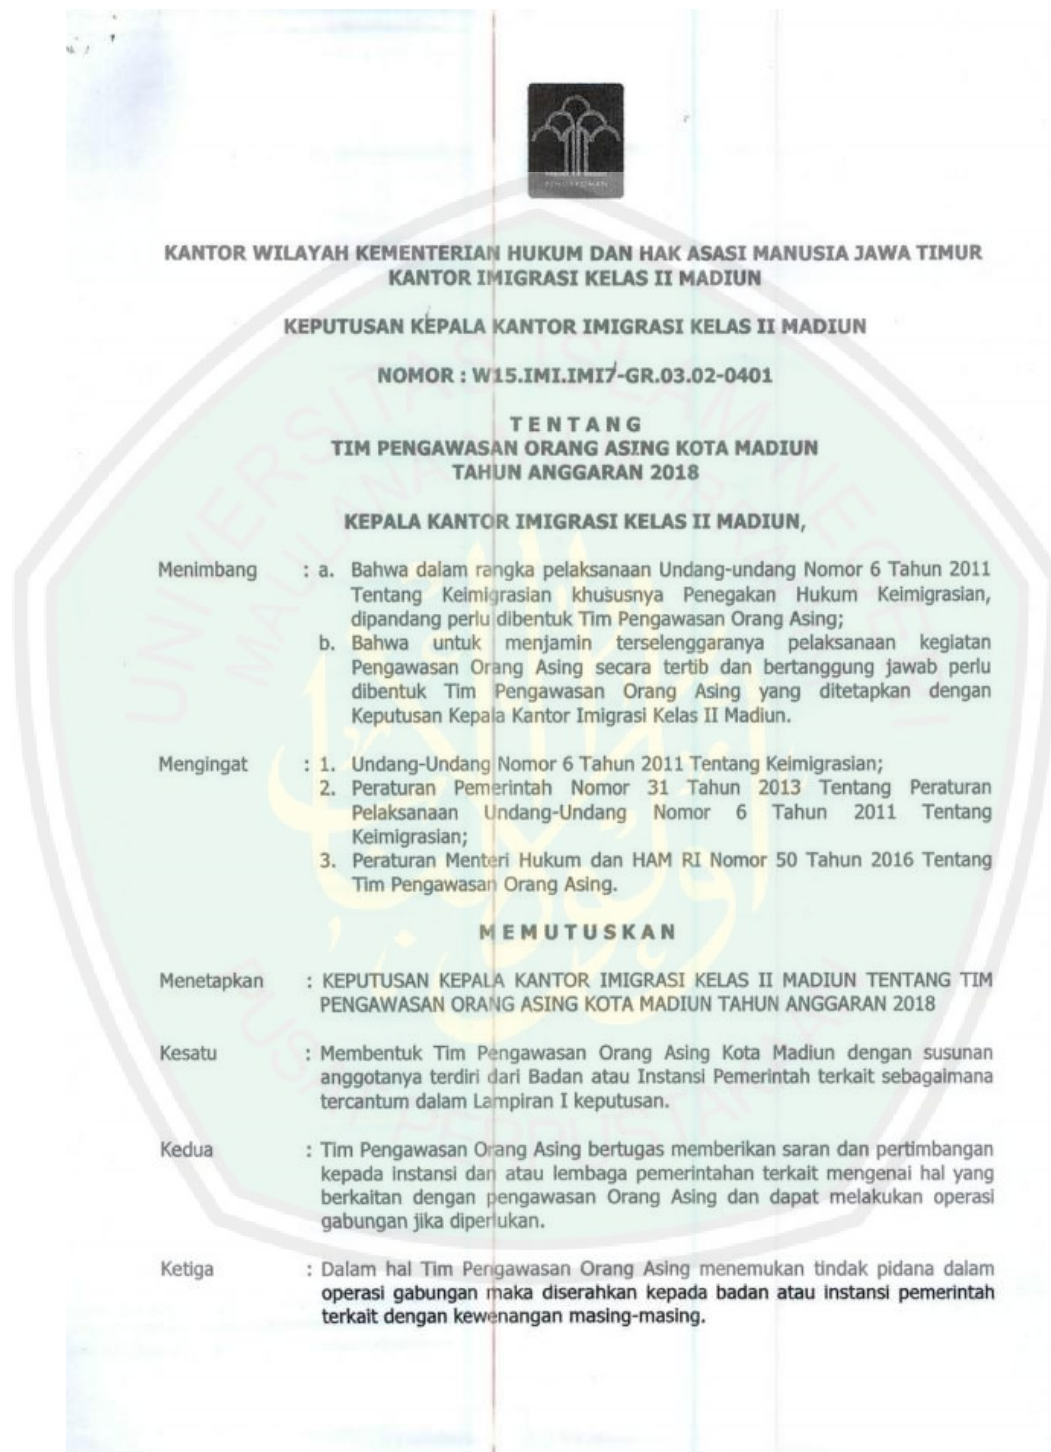 PENGAYOMAN
KANTOR WILAYAH KEMENTERIAN HUKUM DAN HAK ASASI MANUSIA JAWA TIMUR
KANTOR IMIGRASI KELAS II MADIUN
KEPUTUSAN KEPALA KANTOR IMIGRASI KELAS II MADIUN
NOMOR : W15.IMI.IMI7-GR.03.02-0401
T E N T A N G
TIM PENGAWASAN ORANG ASING KOTA MADIUN
TAHUN ANGGARAN 2018
KEPALA KANTOR IMIGRASI KELAS II MADIUN,
Menimbang : a. Bahwa dalam rangka pelaksanaan Undang-undang Nomor 6 Tahun 2011
Tentang Keimigrasian khususnya Penegakan Hukum Keimigrasian,
dipandang perlu dibentuk Tim Pengawasan Orang Asing;
b. Bahwa untuk menjamin terselenggaranya pelaksanaan kegiatan
Pengawasan Orang Asing secara tertib dan bertanggung jawab perlu
dibentuk Tim Pengawasan Orang Asing yang ditetapkan dengan
Keputusan Kepala Kantor Imigrasi Kelas II Madiun.
Mengingat : 1. Undang-Undang Nomor 6 Tahun 2011 Tentang Keimigrasian;
2. Peraturan Pemerintah Nomor 31 Tahun 2013 Tentang Peraturan
Pelaksanaan Undang-Undang Nomor 6 Tahun 2011 Tentang
Keimigrasian;
3. Peraturan Menteri Hukum dan HAM RI Nomor 50 Tahun 2016 Tentang
Tim Pengawasan Orang Asing.
M E M U T U S K A N
Menetapkan : KEPUTUSAN KEPALA KANTOR IMIGRASI KELAS II MADIUN TENTANG TIM
PENGAWASAN ORANG ASING KOTA MADIUN TAHUN ANGGARAN 2018
Kesatu : Membentuk Tim Pengawasan Orang Asing Kota Madiun dengan susunan
anggotanya terdiri dari Badan atau Instansi Pemerintah terkait sebagaimana
tercantum dalam Lampiran I keputusan.
Kedua : Tim Pengawasan Orang Asing bertugas memberikan saran dan pertimbangan
kepada instansi dan atau lembaga pemerintahan terkait mengenai hal yang
berkaitan dengan pengawasan Orang Asing dan dapat melakukan operasi
gabungan jika diperlukan.
Ketiga : Dalam hal Tim Pengawasan Orang Asing menemukan tindak pidana dalam
operasi gabungan maka diserahkan kepada badan atau instansi pemerintah
terkait dengan kewenangan masing-masing.
UNIVERSITAS ISLAM NEGERI
MAULANA MALIK IBRAHIM
PUSAT PERPUSTAKAAN